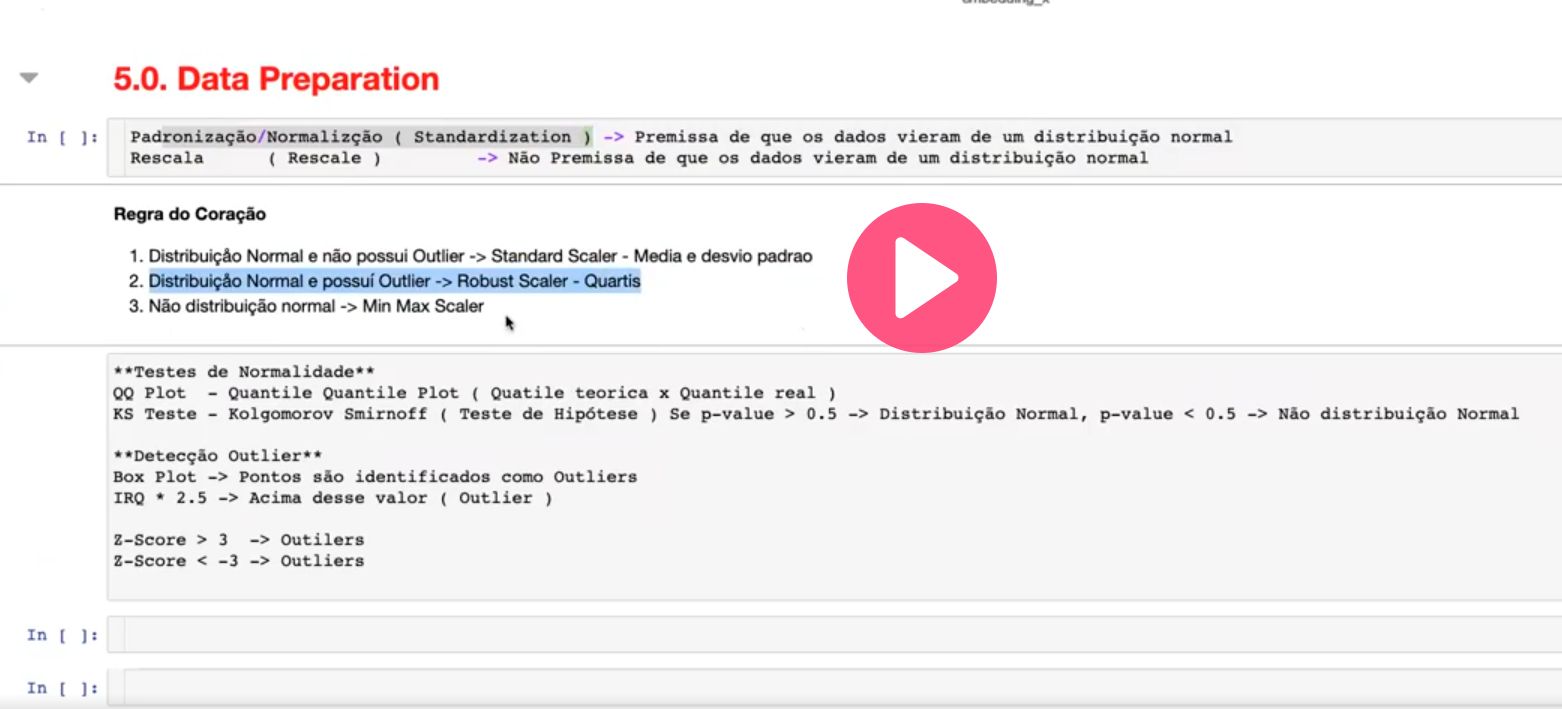 5.0. Data Preparation
In [ ]:
Padronização/Normalizção ( Standardization ) -> Premissa de que os dados vieram de um distribuição normal
Rescala ( Rescale ) -> Não Premissa de que os dados vieram de um distribuição normal
Regra do Coração
1. Distribuição Normal e não possui Outlier -> Standard Scaler - Media e desvio padrao
2. Distribuição Normal e possuí Outlier -> Robust Scaler - Quartis
3. Não distribuição normal -> Min Max Scaler
**Testes de Normalidade**
QQ Plot - Quantile Quantile Plot ( Quatile teorica x Quantile real )
KS Teste - Kolgomorov Smirnoff ( Teste de Hipótese ) Se p-value > 0.5 -> Distribuição Normal, p-value < 0.5 -> Não distribuição Normal
**Detecção Outlier**
Box Plot -> Pontos são identificados como Outliers
IRQ * 2.5 -> Acima desse valor ( Outlier )
Z-Score > 3 -> Outilers
Z-Score < -3 -> Outliers
In [ ]:
In [ ]: